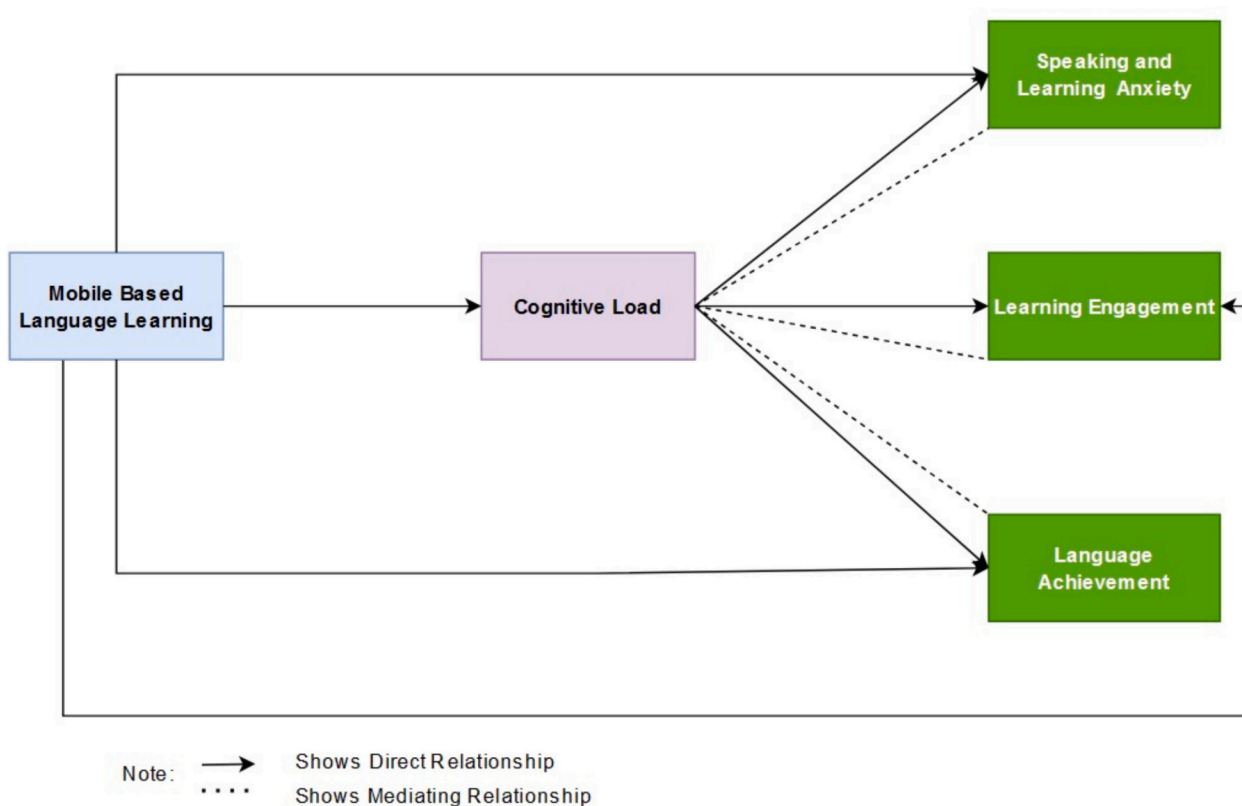 Speaking and
Learning Anxiety
Mobile Based
Language Learning
Cognitive Load
Learning Engagement
Language
Achievement
Note:
Shows Direct Relationship
Shows Mediating Relationship